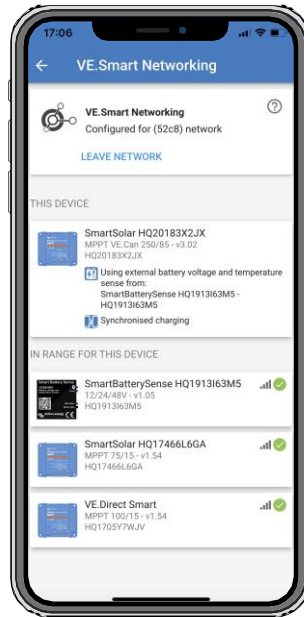 17:06
VE.Smart Networking
VE.Smart Networking
Configured for (52c8) network
LEAVE NETWORK
THIS DEVICE
SmartSolar HQ20183X2JX
MPPT VE.Can 250/85 - v3.02
HQ20183X2JX
Using external battery voltage and temperature
sense from:
SmartBatterySense HQ1913I63M5 -
HQ1913I63M5
Synchronised charging
IN RANGE FOR THIS DEVICE
SmartBatterySense HQ1913I63M5
12/24/48V - v1.05
HQ1913I63M5
SmartSolar HQ17466L6GA
MPPT 75/15 - v1.54
HQ17466L6GA
VE.Direct Smart
MPPT 100/15 - v1.54
HQ1705Y7WJV